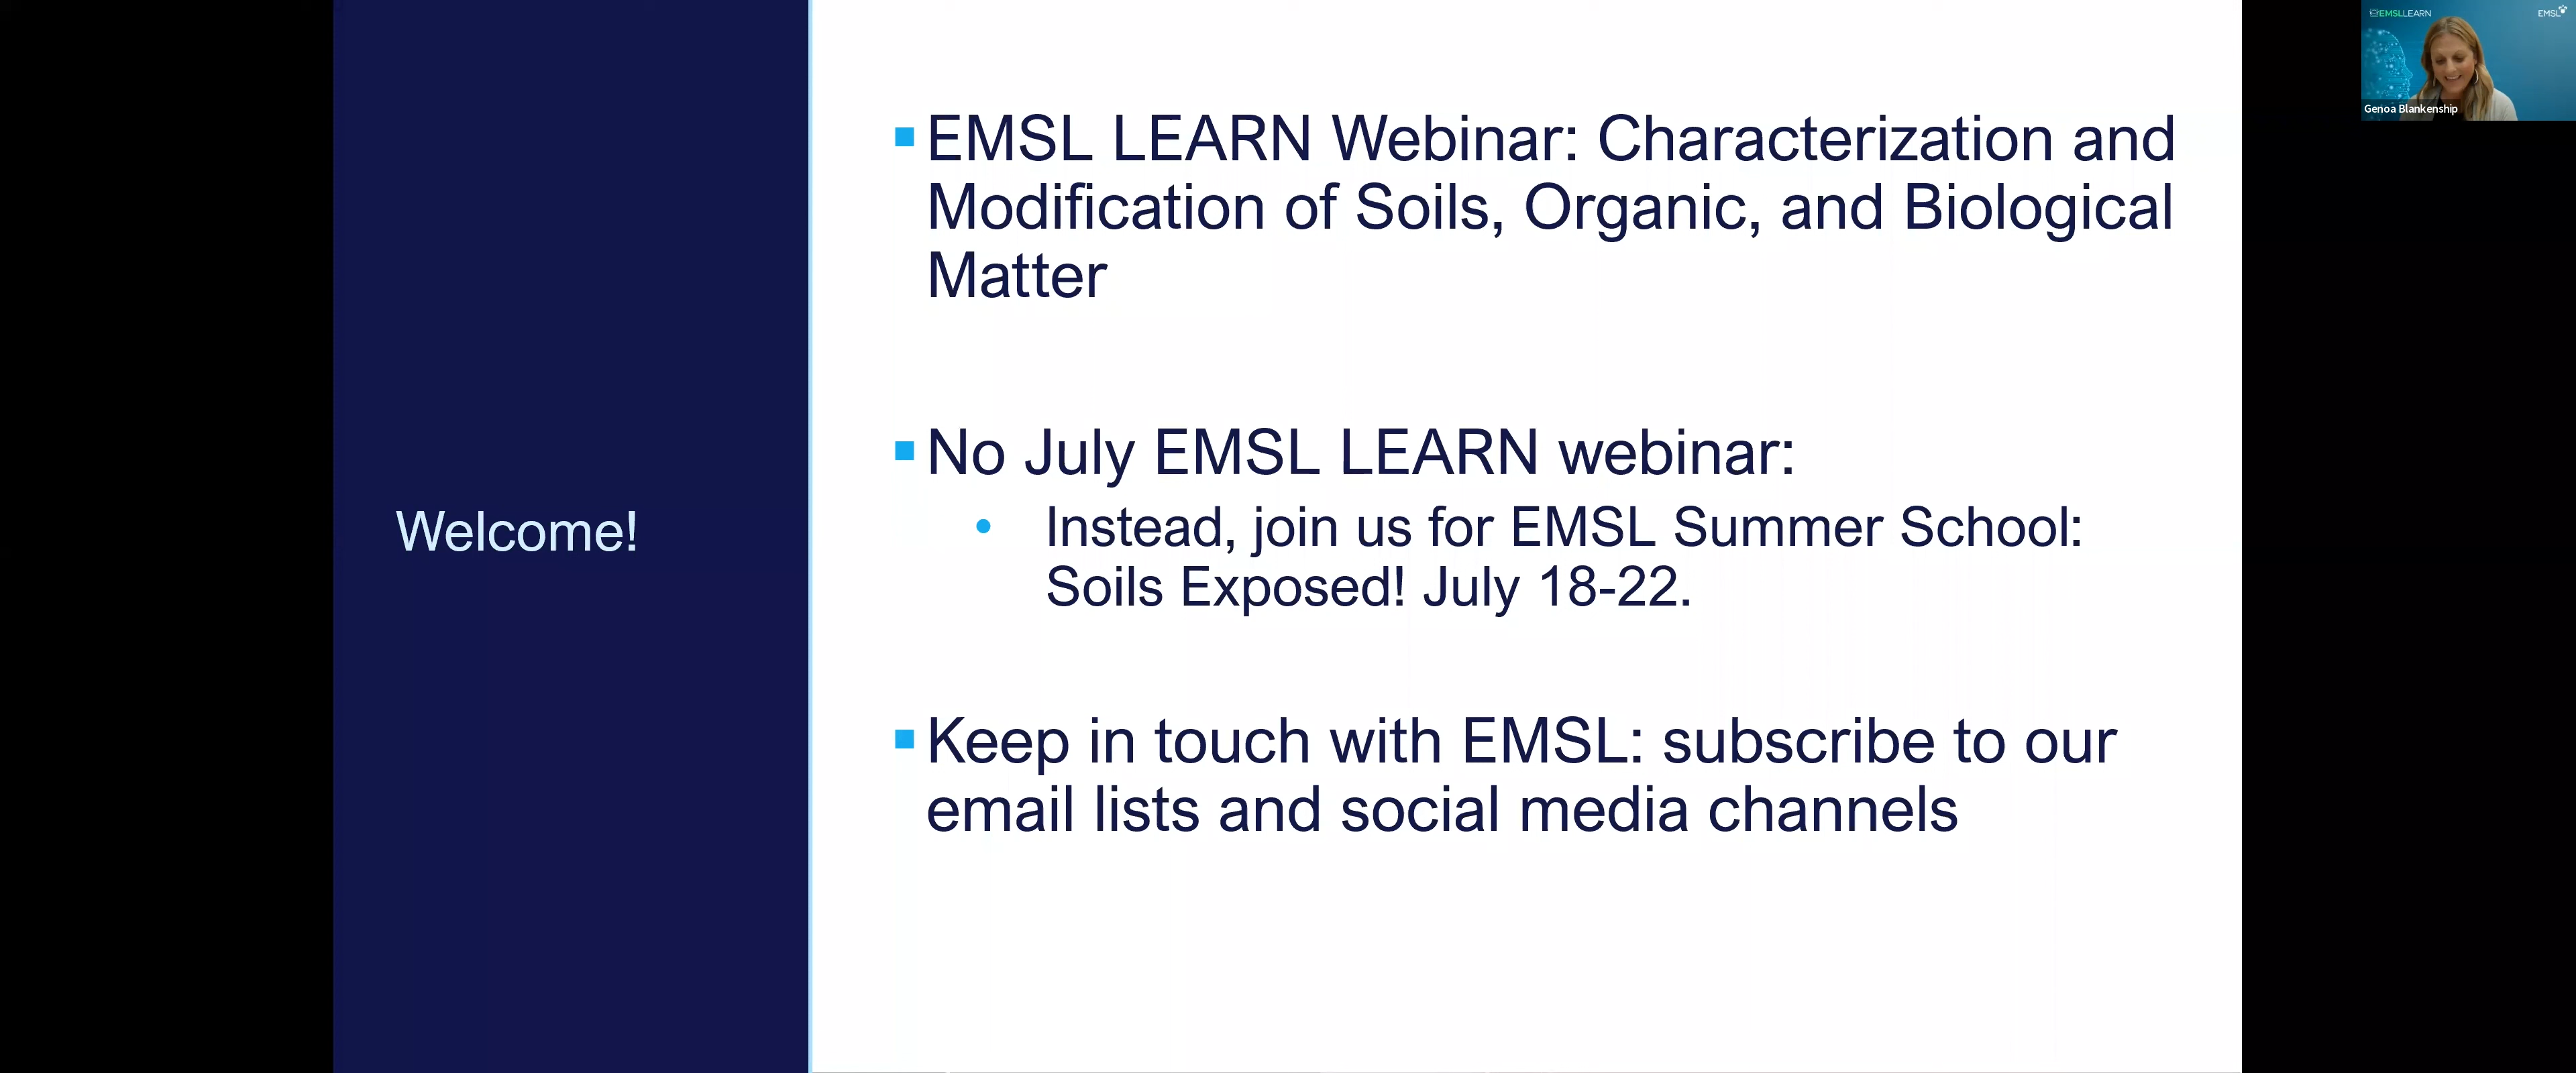 Welcome!
EMSL LEARN Webinar: Characterization and
Modification of Soils, Organic, and Biological
Matter
No July EMSL LEARN webinar:
Instead, join us for EMSL Summer School:
Soils Exposed! July 18-22.
Keep in touch with EMSL: subscribe to our
email lists and social media channels
EMSLLEARN
EMSL
Genoa Blankenship